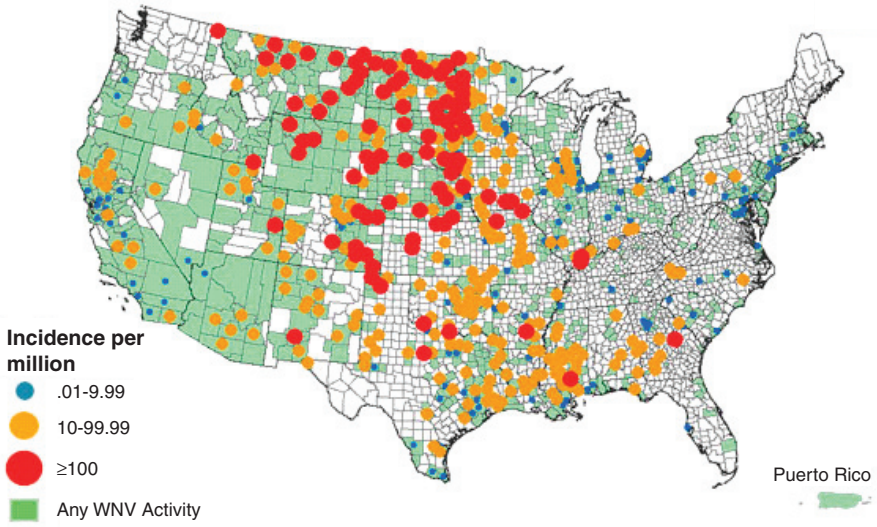 Incidence per
million
.01-9.99
10-99.99
≥100
Any WNV Activity
Puerto Rico